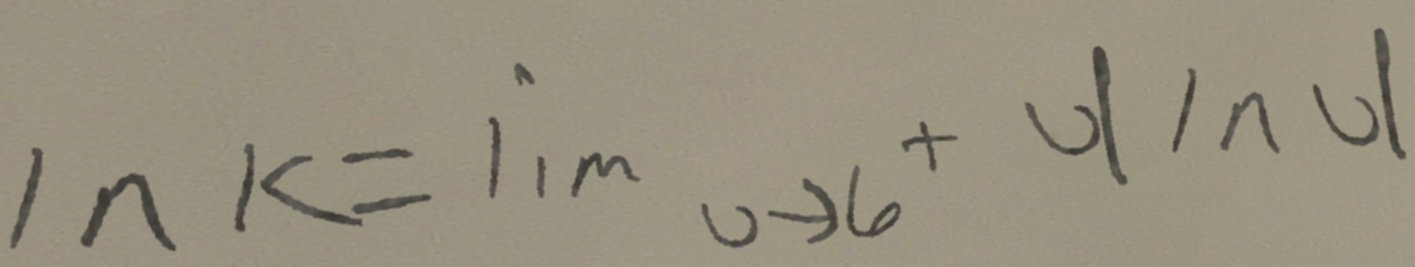 ln k = lim u→6⁺ u ln u